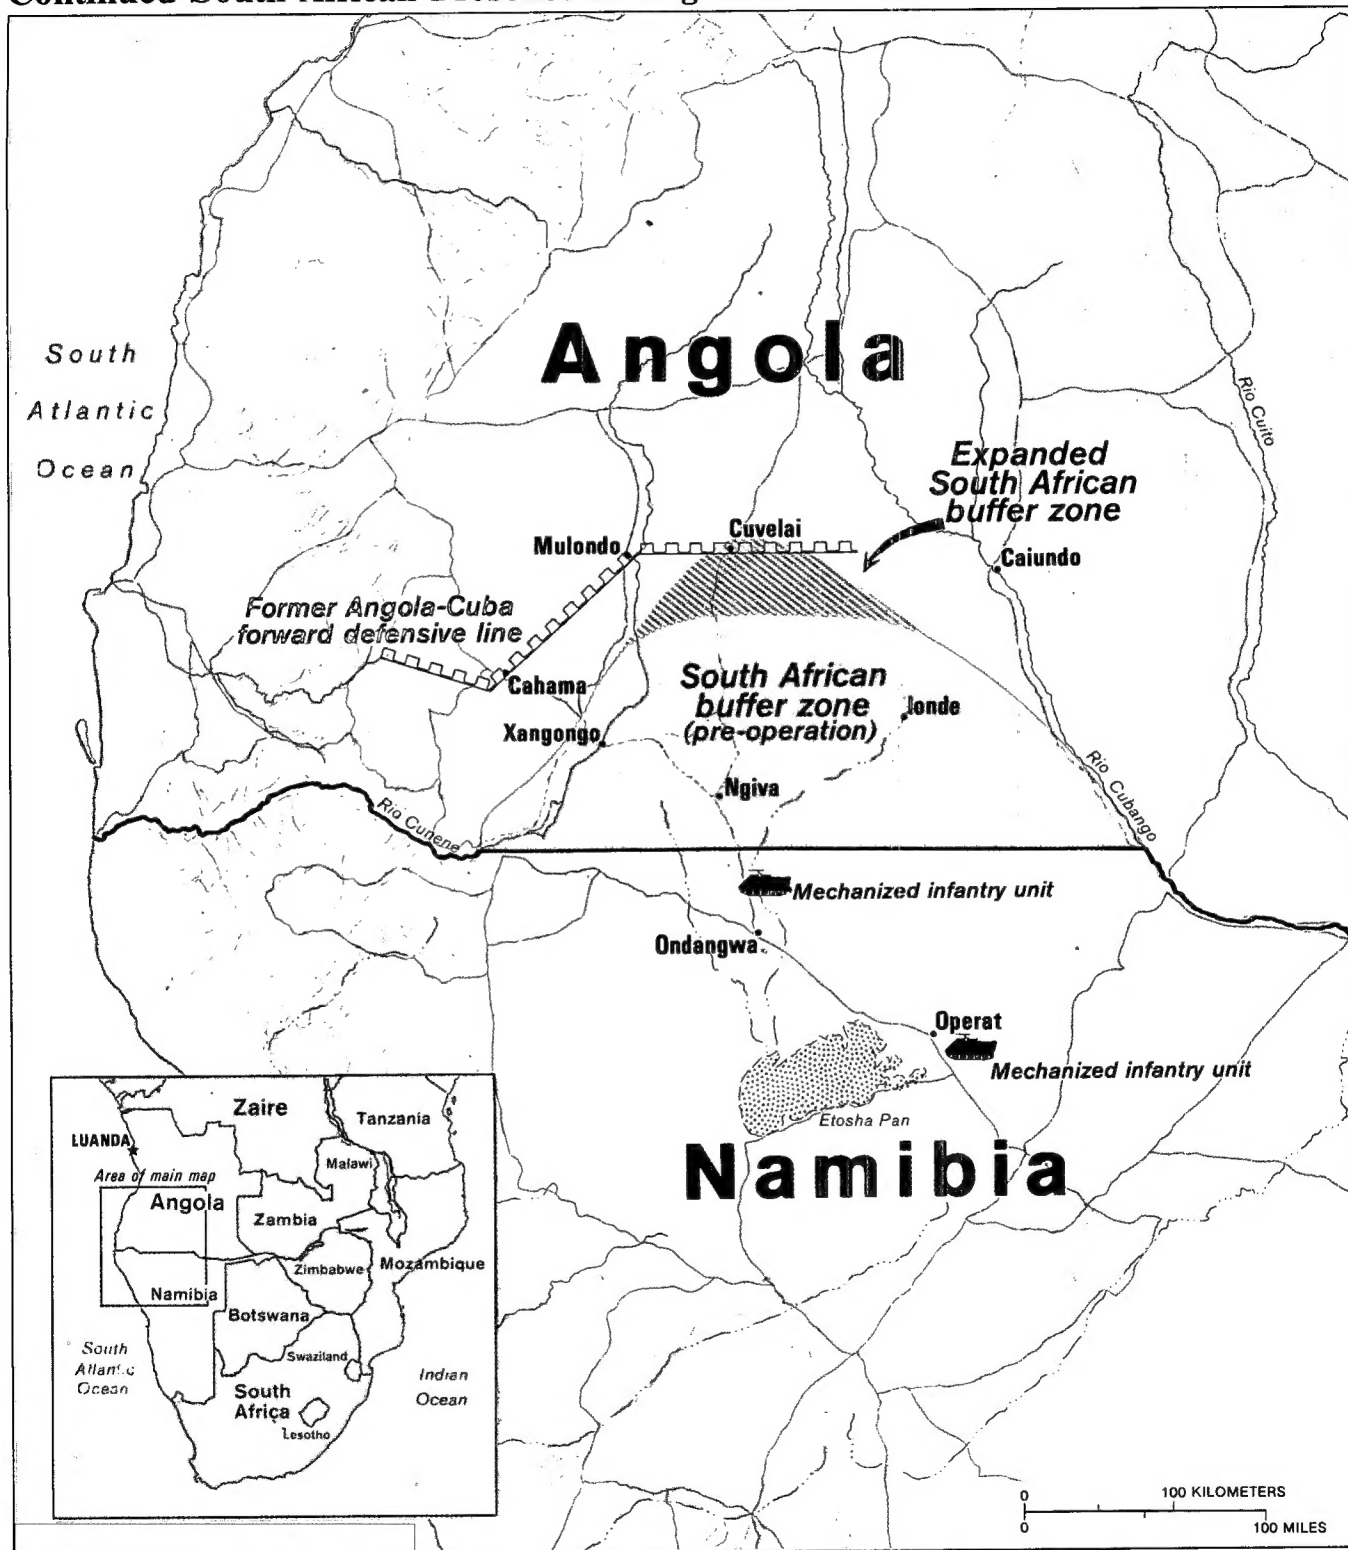 Continued South African
Angola
South
Atlantic
Ocean
Rio Cuito
Expanded
South African
buffer zone
Cuvelai
Mulondo
Caiundo
Former Angola-Cuba
forward defensive line
Cahama
South African
buffer zone
(pre-operation)
Ionde
Xangongo
Ngiva
Rio Cubango
Rio Cunene
Mechanized infantry unit
Ondangwa
Operat
Mechanized infantry unit
Etosha Pan
Namibia
Zaire
Tanzania
LUANDA
Malawi
Area of main map
Angola
Zambia
Mozambique
Zimbabwe
Namibia
Botswana
South
Atlantic
Ocean
Swaziland
Indian
Ocean
South
Africa
Lesotho
0 100 KILOMETERS
0 100 MILES